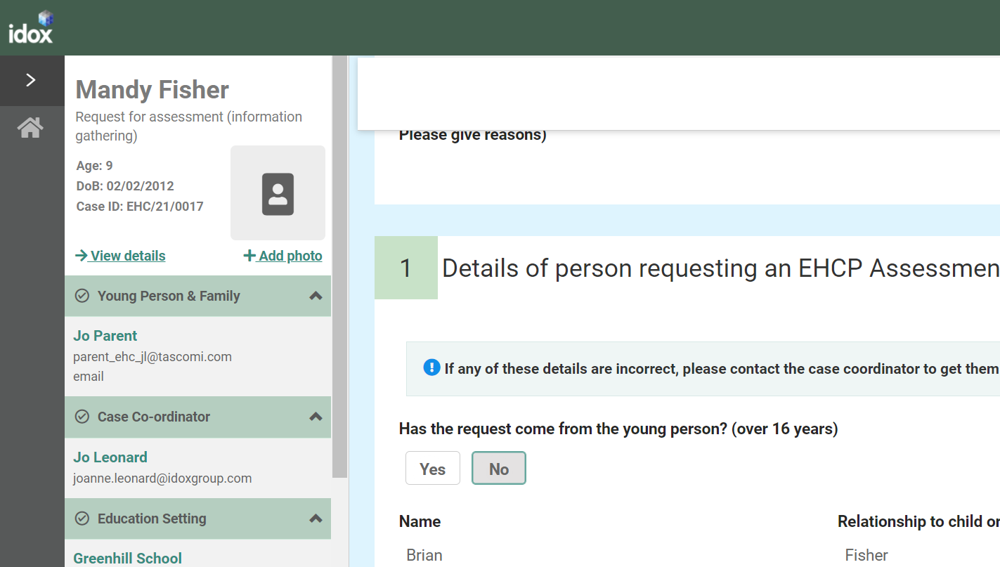 idox
Mandy Fisher
Request for assessment (information
gathering)
Age: 9
DoB: 02/02/2012
Case ID: EHC/21/0017
View details
Add photo
Young Person & Family
Jo Parent
parent_ehc_jl@tascomi.com
email
Case Co-ordinator
Jo Leonard
joanne.leonard@idoxgroup.com
Education Setting
Greenhill School
Please give reasons)
1 Details of person requesting an EHCP Assessmen
If any of these details are incorrect, please contact the case coordinator to get them
Has the request come from the young person? (over 16 years)
Yes No
Name Relationship to child or
Brian Fisher